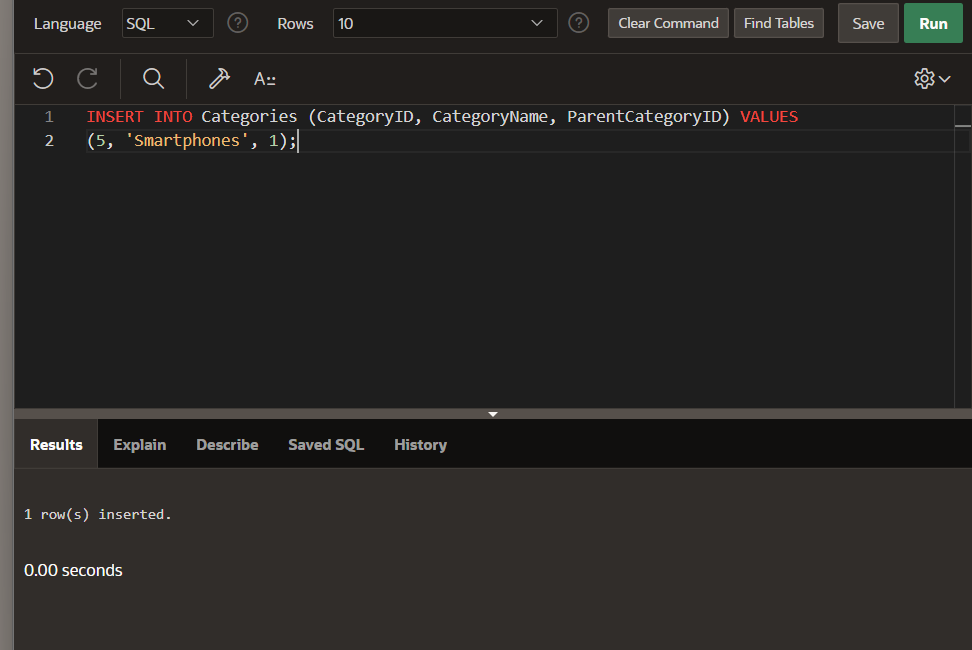 Language SQL ? Rows 10 ? Clear Command Find Tables Save Run
A::
1 INSERT INTO Categories (CategoryID, CategoryName, ParentCategoryID) VALUES
2 (5, 'Smartphones', 1);
Results Explain Describe Saved SQL History
1 row(s) inserted.
0.00 seconds